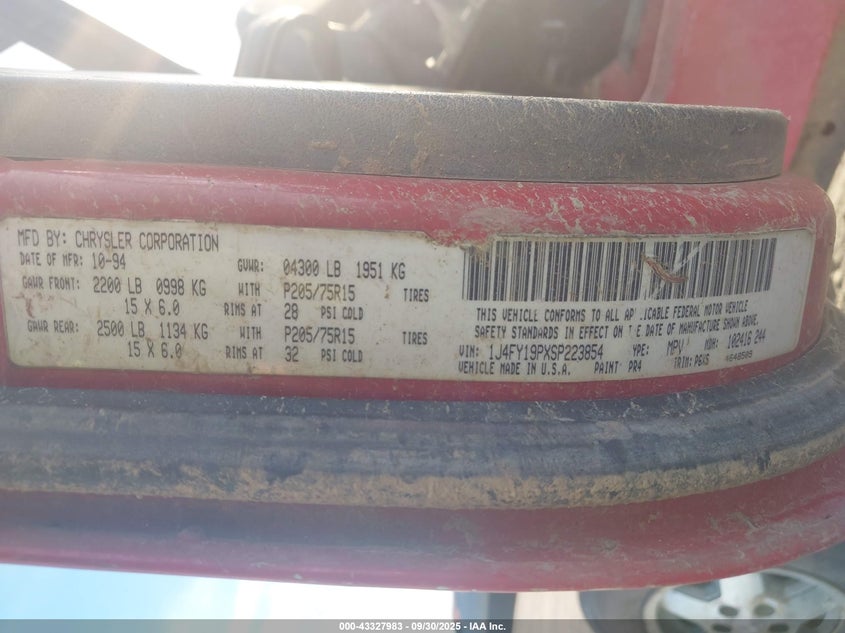 MFD BY: CHRYSLER CORPORATION
DATE OF MFR: 10-94 GVWR: 04300 LB 1951 KG
GAWR FRONT: 2200 LB 0998 KG WITH P205/75R15 TIRES
15 X 6.0 RIMS AT 28 PSI COLD
GAWR REAR: 2500 LB 1134 KG WITH P205/75R15 TIRES
15 X 6.0 RIMS AT 32 PSI COLD
THIS VEHICLE CONFORMS TO ALL AP LICABLE FEDERAL MOTOR VEHICLE
SAFETY STANDARDS IN EFFECT ON T E DATE OF MANUFACTURE SHOWN ABOVE.
VIN: 1J4FY19PXSP223854 YPE: MPV MDH: 102416 244
VEHICLE MADE IN U.S.A. PAINT: PR4 TRIM:
000-43327983 / 09/30/2025 / IAA Inc.